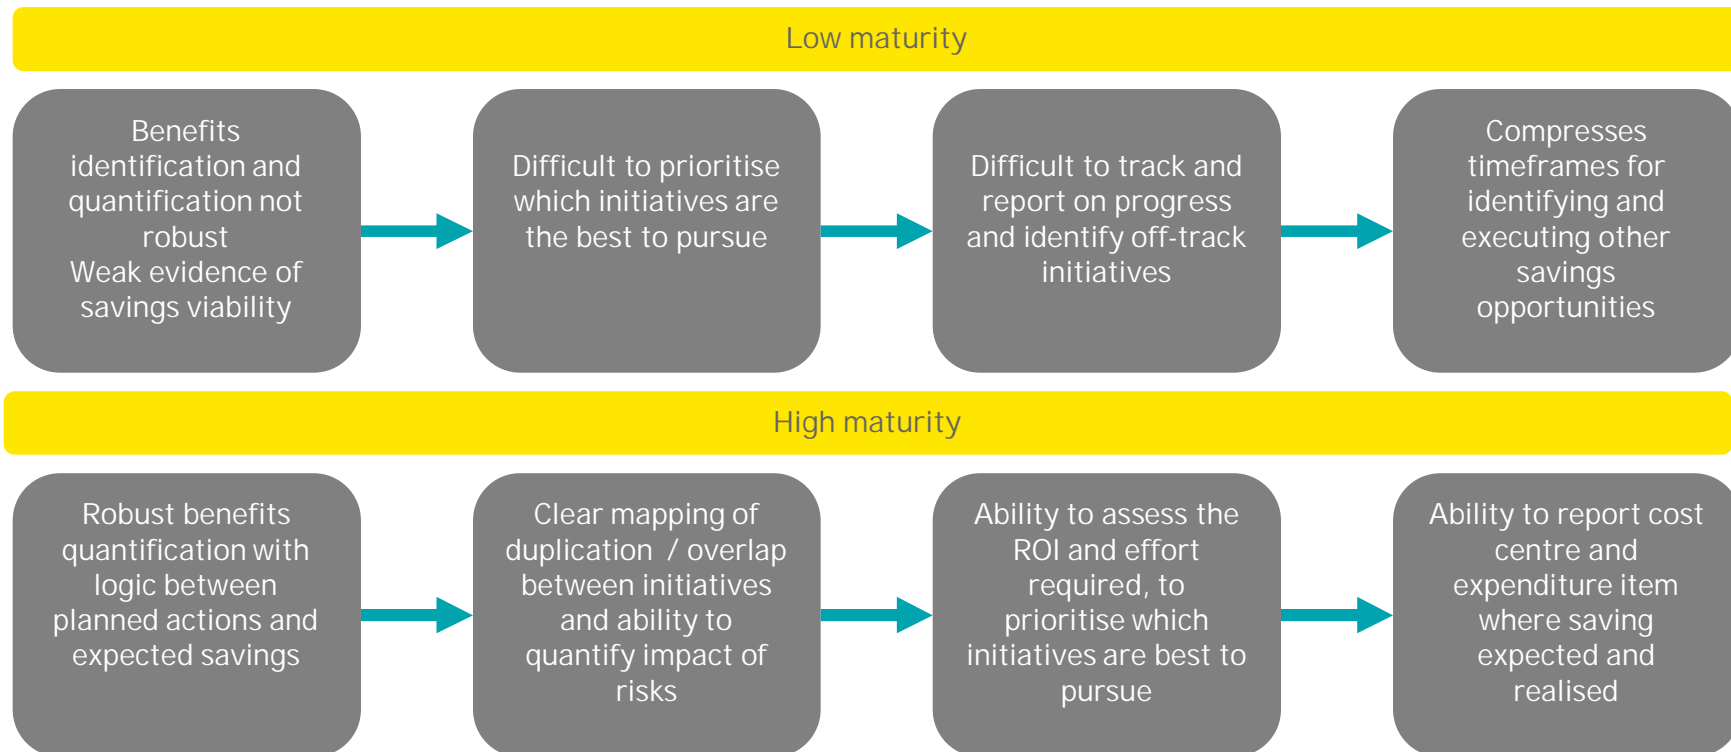 Low maturity
Benefits
identification and
quantification not
robust
Weak evidence of
savings viability
Difficult to prioritise
which initiatives are
the best to pursue
Difficult to track and
report on progress
and identify off-track
initiatives
Compresses
timeframes for
identifying and
executing other
savings
opportunities
High maturity
Robust benefits
quantification with
logic between
planned actions and
expected savings
Clear mapping of
duplication / overlap
between initiatives
and ability to
quantify impact of
risks
Ability to assess the
ROI and effort
required, to
prioritise which
initiatives are best to
pursue
Ability to report cost
centre and
expenditure item
where saving
expected and
realised